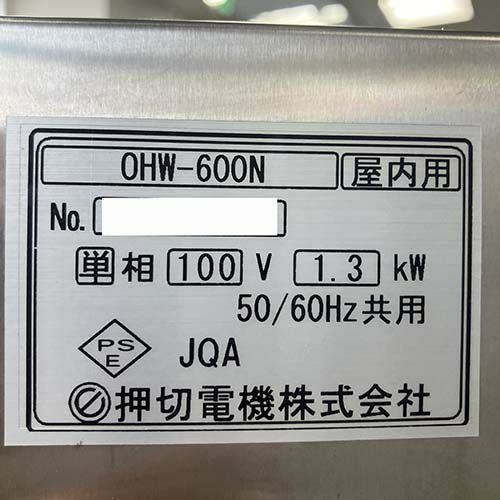 OHW-600N 屋内用
No.
単相 100 V 1.3 kW
50/60Hz共用
PSE JQA
押切電機株式会社